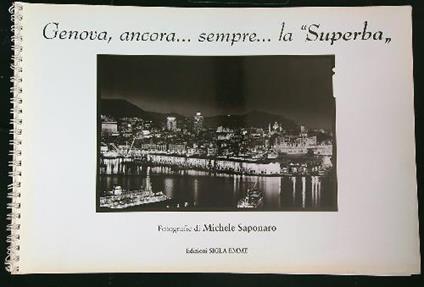 Genova, ancora... sempre... la "Superba„
Fotografie di Michele Saponaro
Edizioni SIGLA EMME